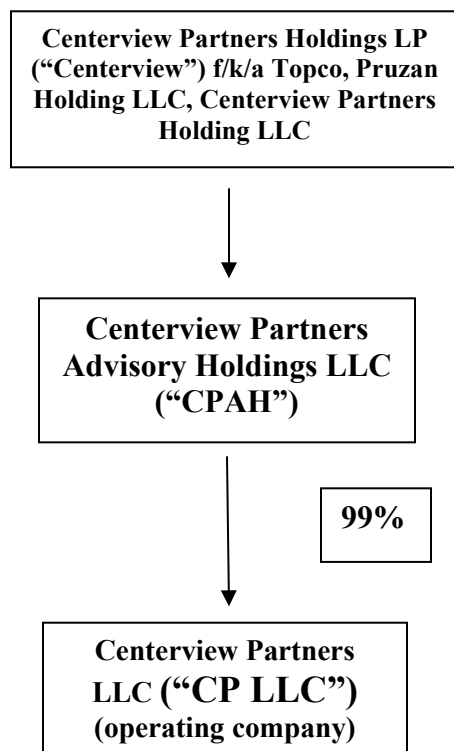 Centerview Partners Holdings LP
(“Centerview”) f/k/a Topco, Pruzan
Holding LLC, Centerview Partners
Holding LLC
Centerview Partners
Advisory Holdings LLC
(“CPAH”)
99%
Centerview Partners
LLC (“CP LLC”)
(operating company)